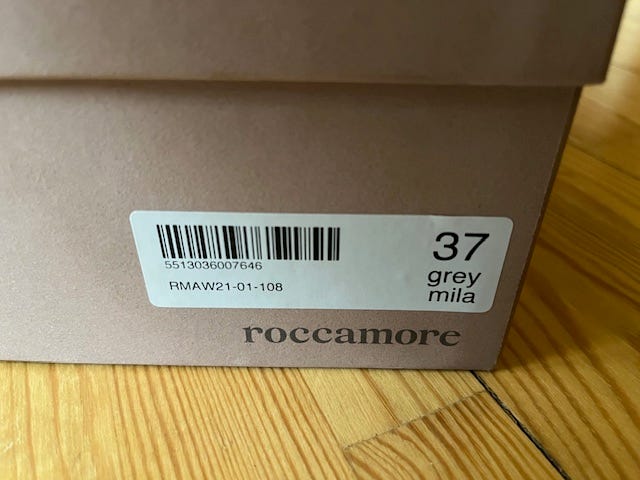 5513036007646
RMAW21-01-108
37
grey
mila
roccamore